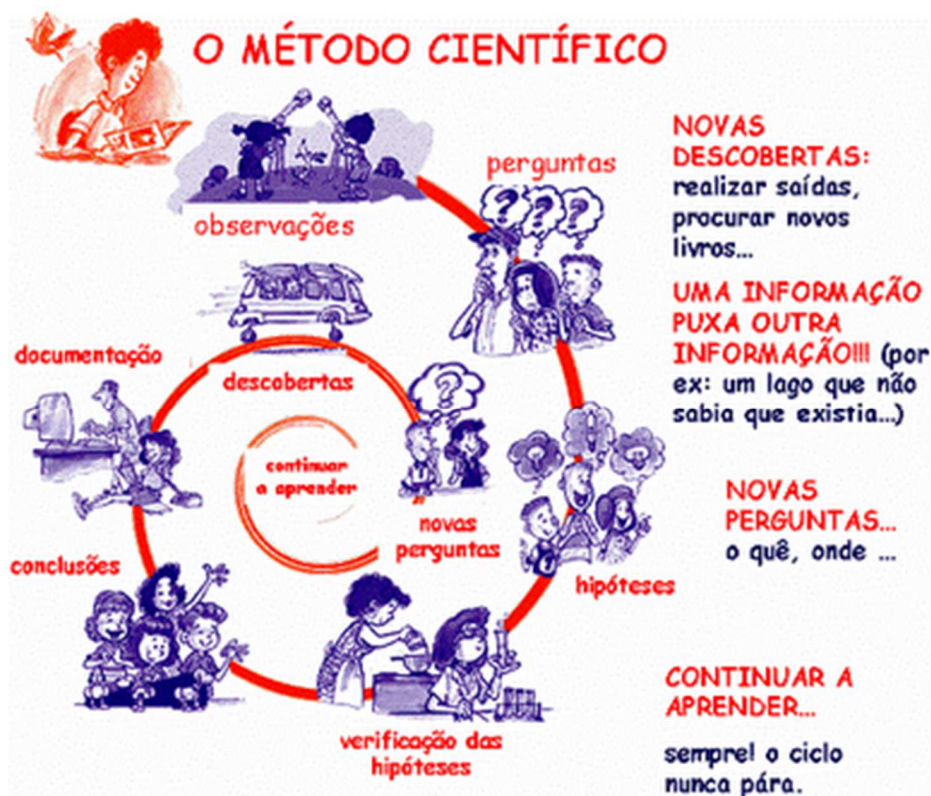 O MÉTODO CIENTÍFICO
observações
perguntas
hipóteses
verificação das
hipóteses
conclusões
documentação
descobertas
novas
perguntas
continuar
a aprender
NOVAS
DESCOBERTAS:
realizar saídas,
procurar novos
livros...
UMA INFORMAÇÃO
PUXA OUTRA
INFORMAÇÃO!!! (por
ex: um lago que não
sabia que existia...)
NOVAS
PERGUNTAS...
o quê, onde ...
CONTINUAR A
APRENDER...
sempre! o ciclo
nunca pára.